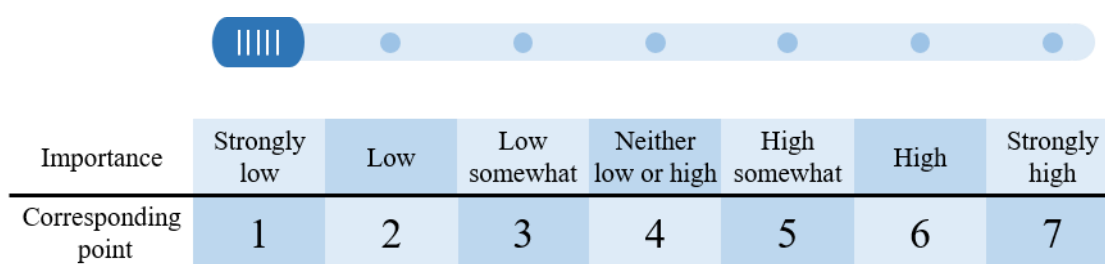 Importance
Strongly
low
Low
Low
somewhat
Neither
low or high
High
somewhat
High
Strongly
high
Corresponding
point
1
2
3
4
5
6
7